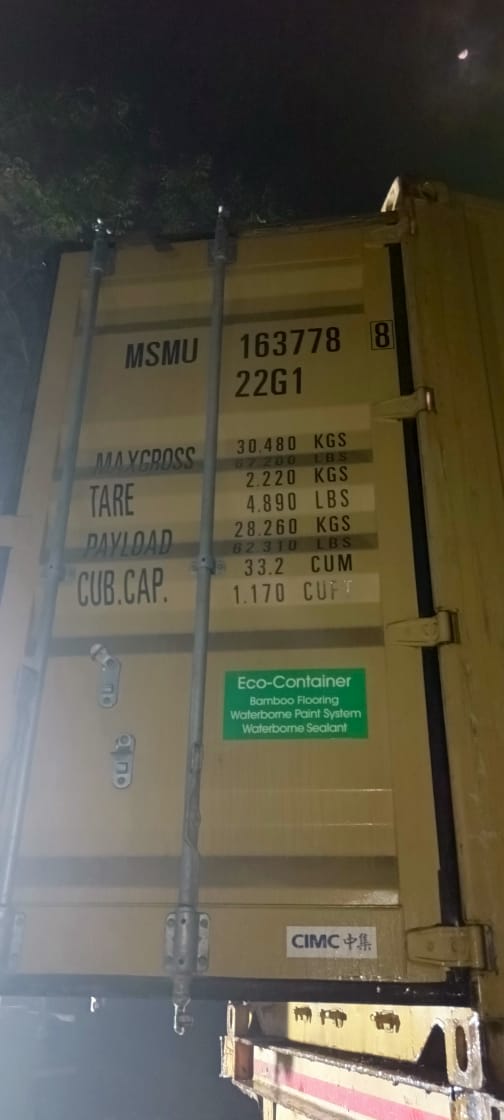 MSMU 163778 8
22G1
MAXGROSS 30.480 KGS
67.200 LBS
TARE 2.220 KGS
4.890 LBS
PAYLOAD 28.260 KGS
62.310 LBS
CUB.CAP. 33.2 CUM
1.170 CUFT
Eco-Container
Bamboo Flooring
Waterborne Paint System
Waterborne Sealant
CIMC 中集